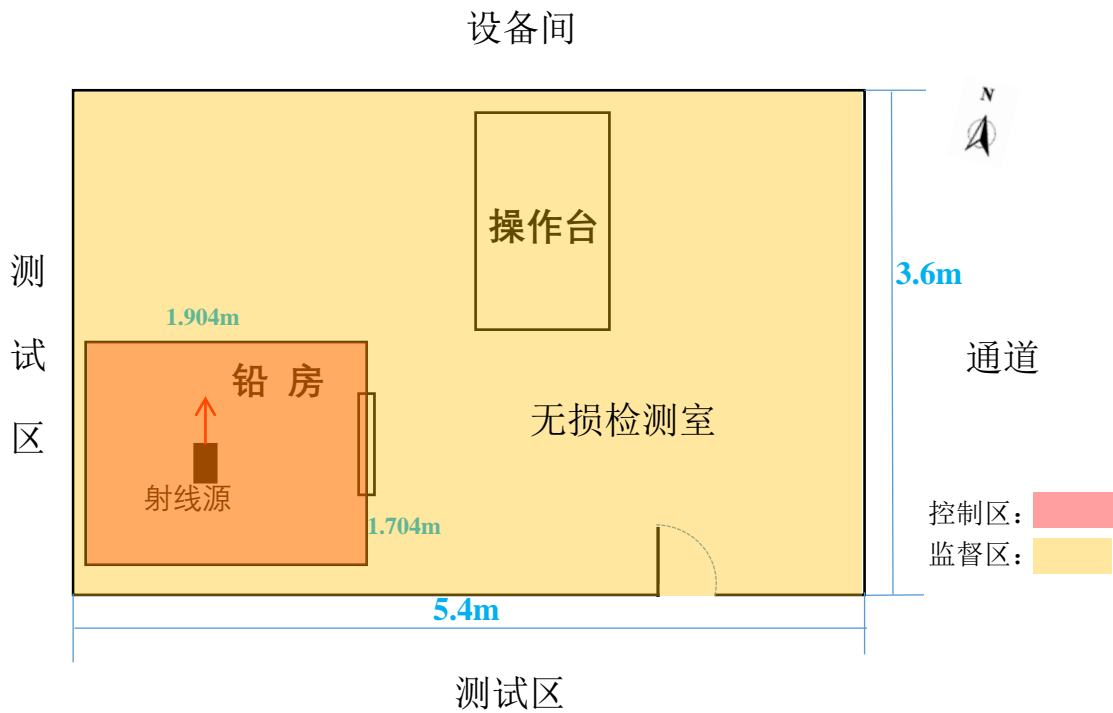 设备间
N
操作台
测
试
区
3.6m
1.904m
通道
铅 房
无损检测室
射线源
控制区：
1.704m
监督区：
5.4m
测试区